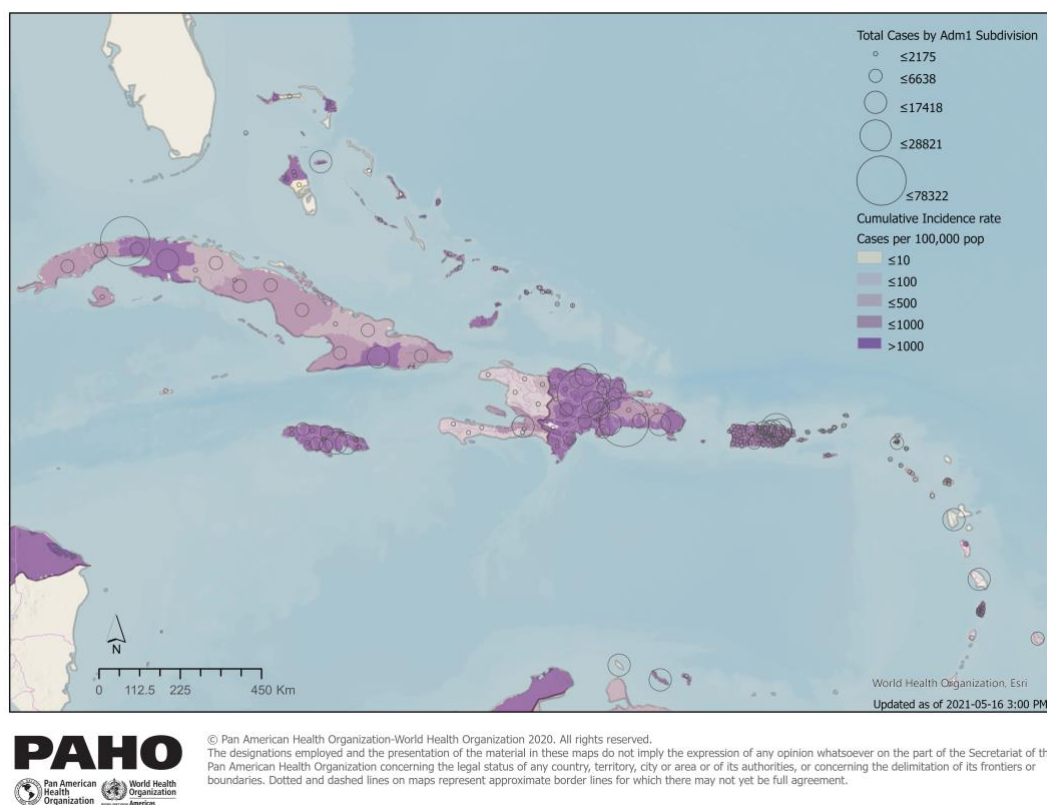 Total Cases by Adm1 Subdivision
≤2175
≤6638
≤17418
≤28821
≤78322
Cumulative Incidence rate
Cases per 100,000 pop
≤10
≤100
≤500
≤1000
>1000
N
0 112.5 225 450 Km
World Health Organization, Esri
Updated as of 2021-05-16 3:00 PM
PAHO
Pan American
Health
Organization
World Health
Organization
Americas
© Pan American Health Organization-World Health Organization 2020. All rights reserved.
The designations employed and the presentation of the material in these maps do not imply the expression of any opinion whatsoever on the part of the Secretariat of th
Pan American Health Organization concerning the legal status of any country, territory, city or area or of its authorities, or concerning the delimitation of its frontiers or
boundaries. Dotted and dashed lines on maps represent approximate border lines for which there may not yet be full agreement.